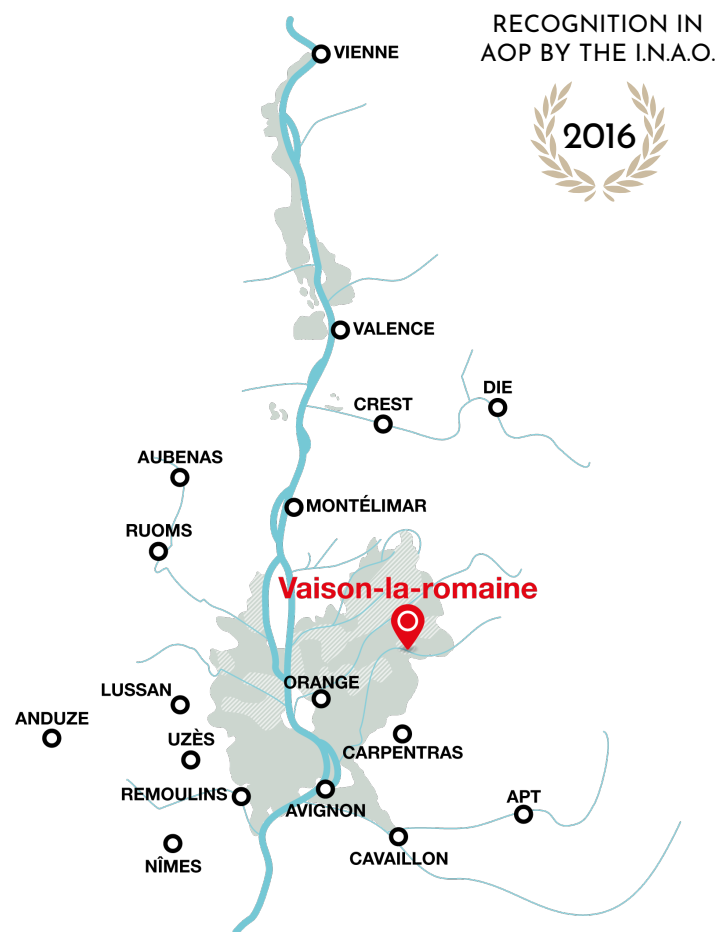 RECOGNITION IN
AOP BY THE I.N.A.O.
2016
VIENNE
VALENCE
CREST
DIE
AUBENAS
MONTÉLIMAR
RUOMS
Vaison-la-romaine
ORANGE
LUSSAN
ANDUZE
UZÈS
CARPENTRAS
REMOULINS
AVIGNON
APT
NÎMES
CAVAILLON